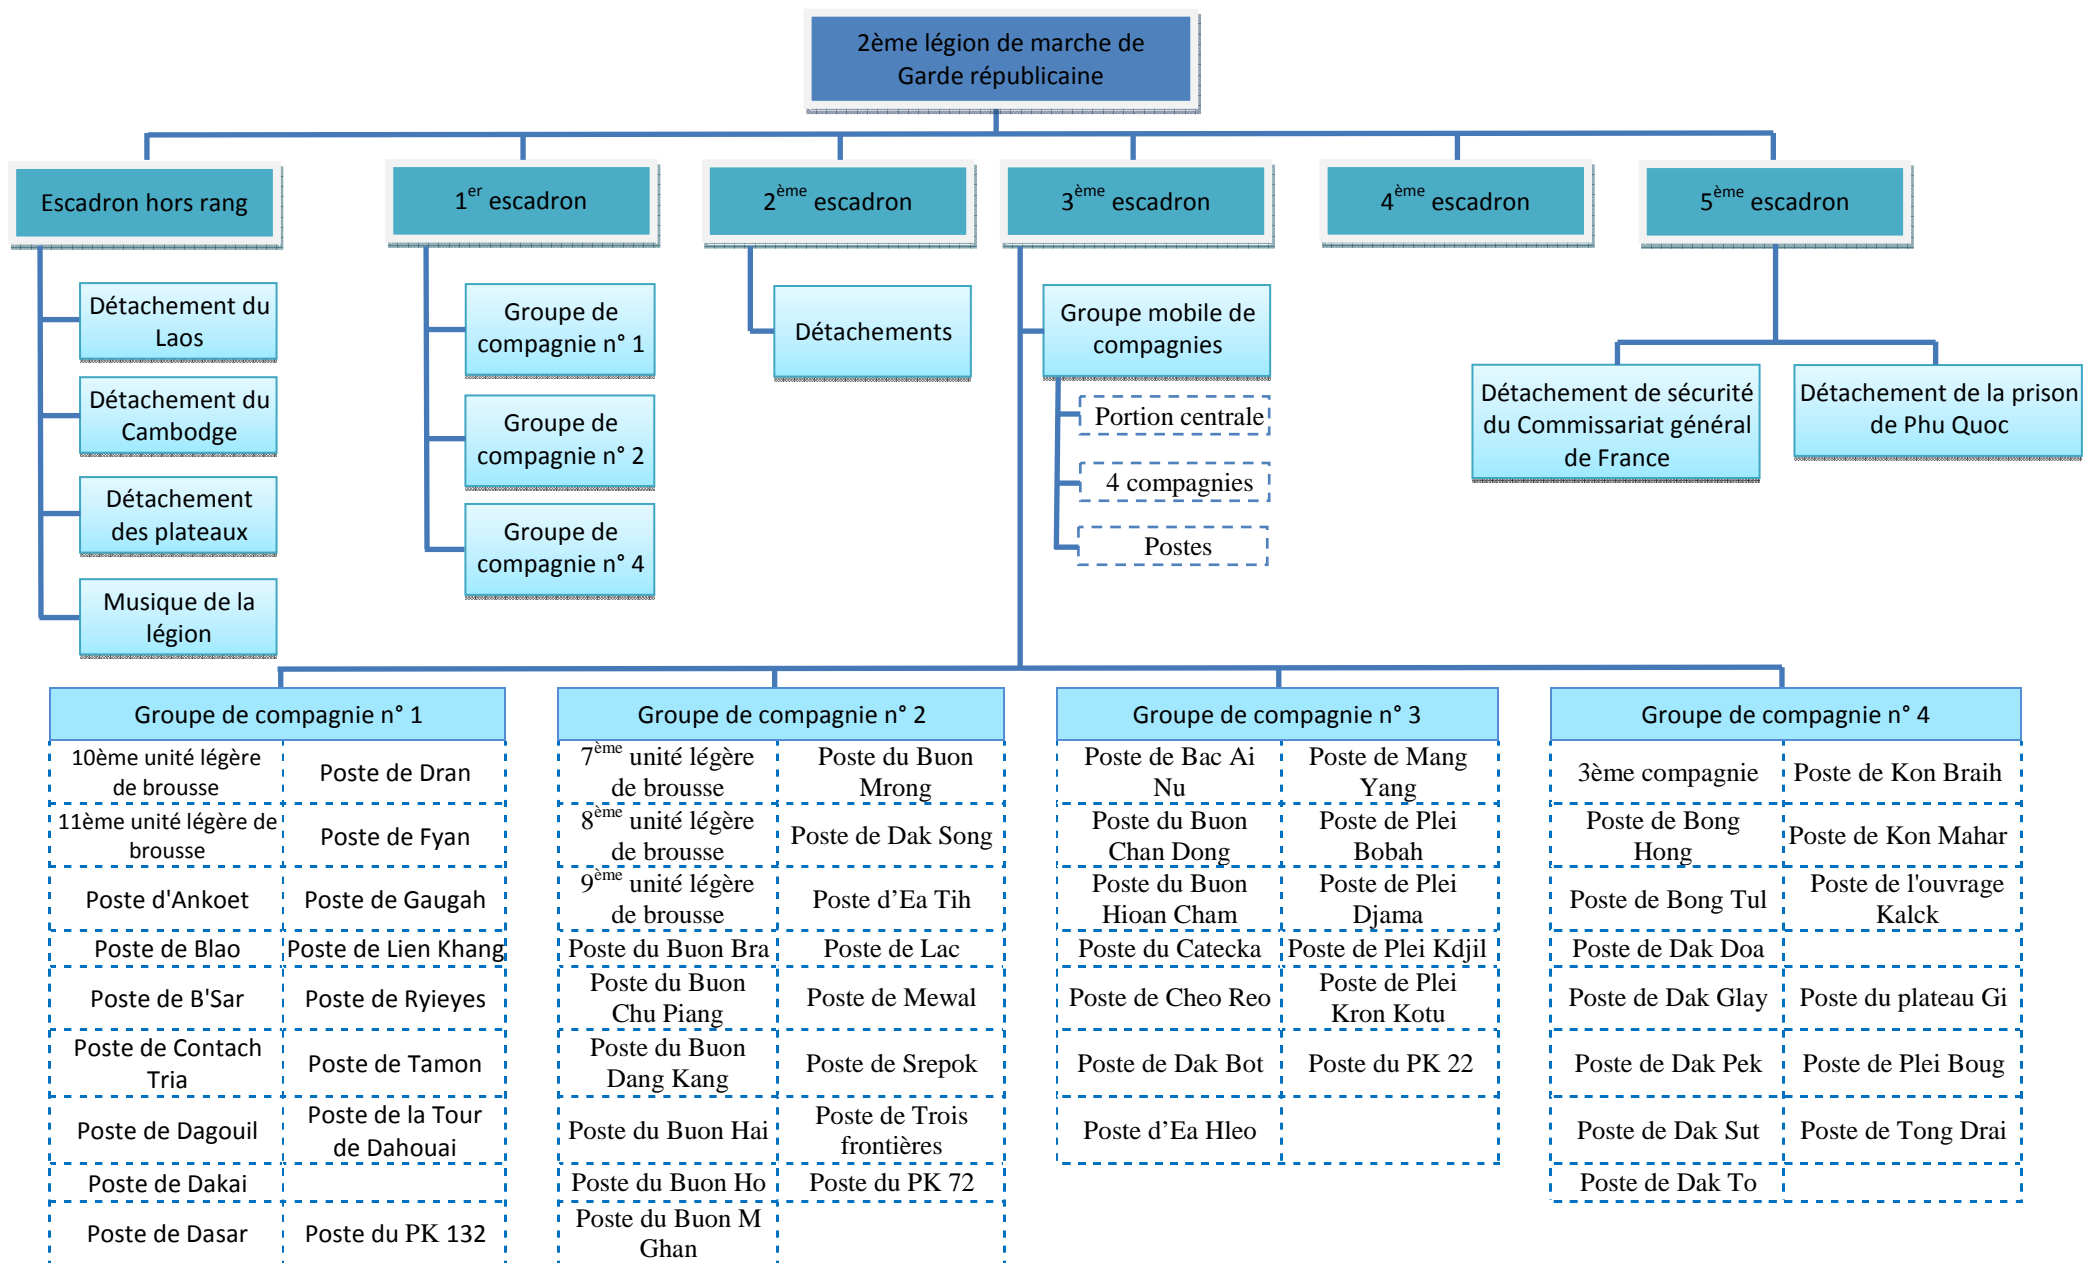 2ème légion de marche de
Garde républicaine
Escadron hors rang
1er escadron
2ème escadron
3ème escadron
4ème escadron
5ème escadron
Détachement du
Laos
Détachement du
Cambodge
Détachement
des plateaux
Musique de la
légion
Groupe de
compagnie n° 1
Groupe de
compagnie n° 2
Groupe de
compagnie n° 4
Détachements
Groupe mobile de
compagnies
Portion centrale
4 compagnies
Postes
Détachement de sécurité
du Commissariat général
de France
Détachement de la prison
de Phu Quoc
Groupe de compagnie n° 1
10ème unité légère
de brousse
Poste de Dran
11ème unité légère de
brousse
Poste de Fyan
Poste d'Ankoet
Poste de Gaugah
Poste de Blao
Poste de Lien Khang
Poste de B'Sar
Poste de Ryieyes
Poste de Contach
Tria
Poste de Tamon
Poste de Dagouil
Poste de la Tour
de Dahouai
Poste de Dakai
Poste de Dasar
Poste du PK 132
Groupe de compagnie n° 2
7ème unité légère
de brousse
Poste du Buon
Mrong
8ème unité légère
de brousse
Poste de Dak Song
9ème unité légère
de brousse
Poste d’Ea Tih
Poste du Buon Bra
Poste de Lac
Poste du Buon
Chu Piang
Poste de Mewal
Poste du Buon
Dang Kang
Poste de Srepok
Poste du Buon Hai
Poste de Trois
frontières
Poste du Buon Ho
Poste du PK 72
Poste du Buon M
Ghan
Groupe de compagnie n° 3
Poste de Bac Ai
Nu
Poste de Mang
Yang
Poste du Buon
Chan Dong
Poste de Plei
Bobah
Poste du Buon
Hioan Cham
Poste de Plei
Djama
Poste du Catecka
Poste de Plei Kdjil
Poste de Cheo Reo
Poste de Plei
Kron Kotu
Poste de Dak Bot
Poste du PK 22
Poste d’Ea Hleo
Groupe de compagnie n° 4
3ème compagnie
Poste de Kon Braih
Poste de Bong
Hong
Poste de Kon Mahar
Poste de Bong Tul
Poste de l'ouvrage
Kalck
Poste de Dak Doa
Poste de Dak Glay
Poste du plateau Gi
Poste de Dak Pek
Poste de Plei Boug
Poste de Dak Sut
Poste de Tong Drai
Poste de Dak To